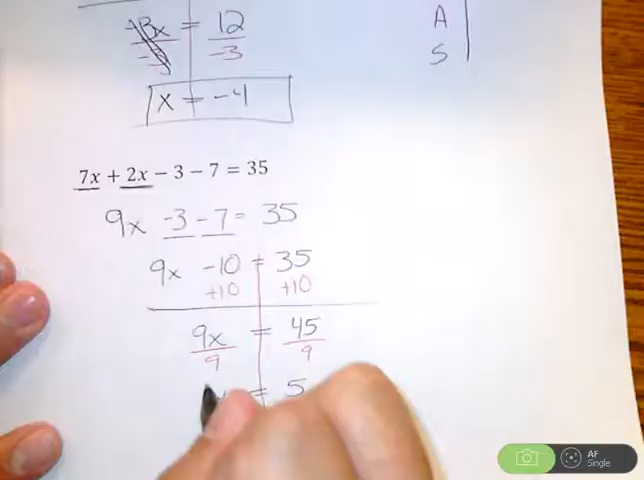 -3x = 12
-3 -3
x = -4
A
S
7x + 2x − 3 − 7 = 35
9x -3 -7 = 35
9x -10 = 35
+10 +10
9x = 45
9 9
= 5
AF
Single